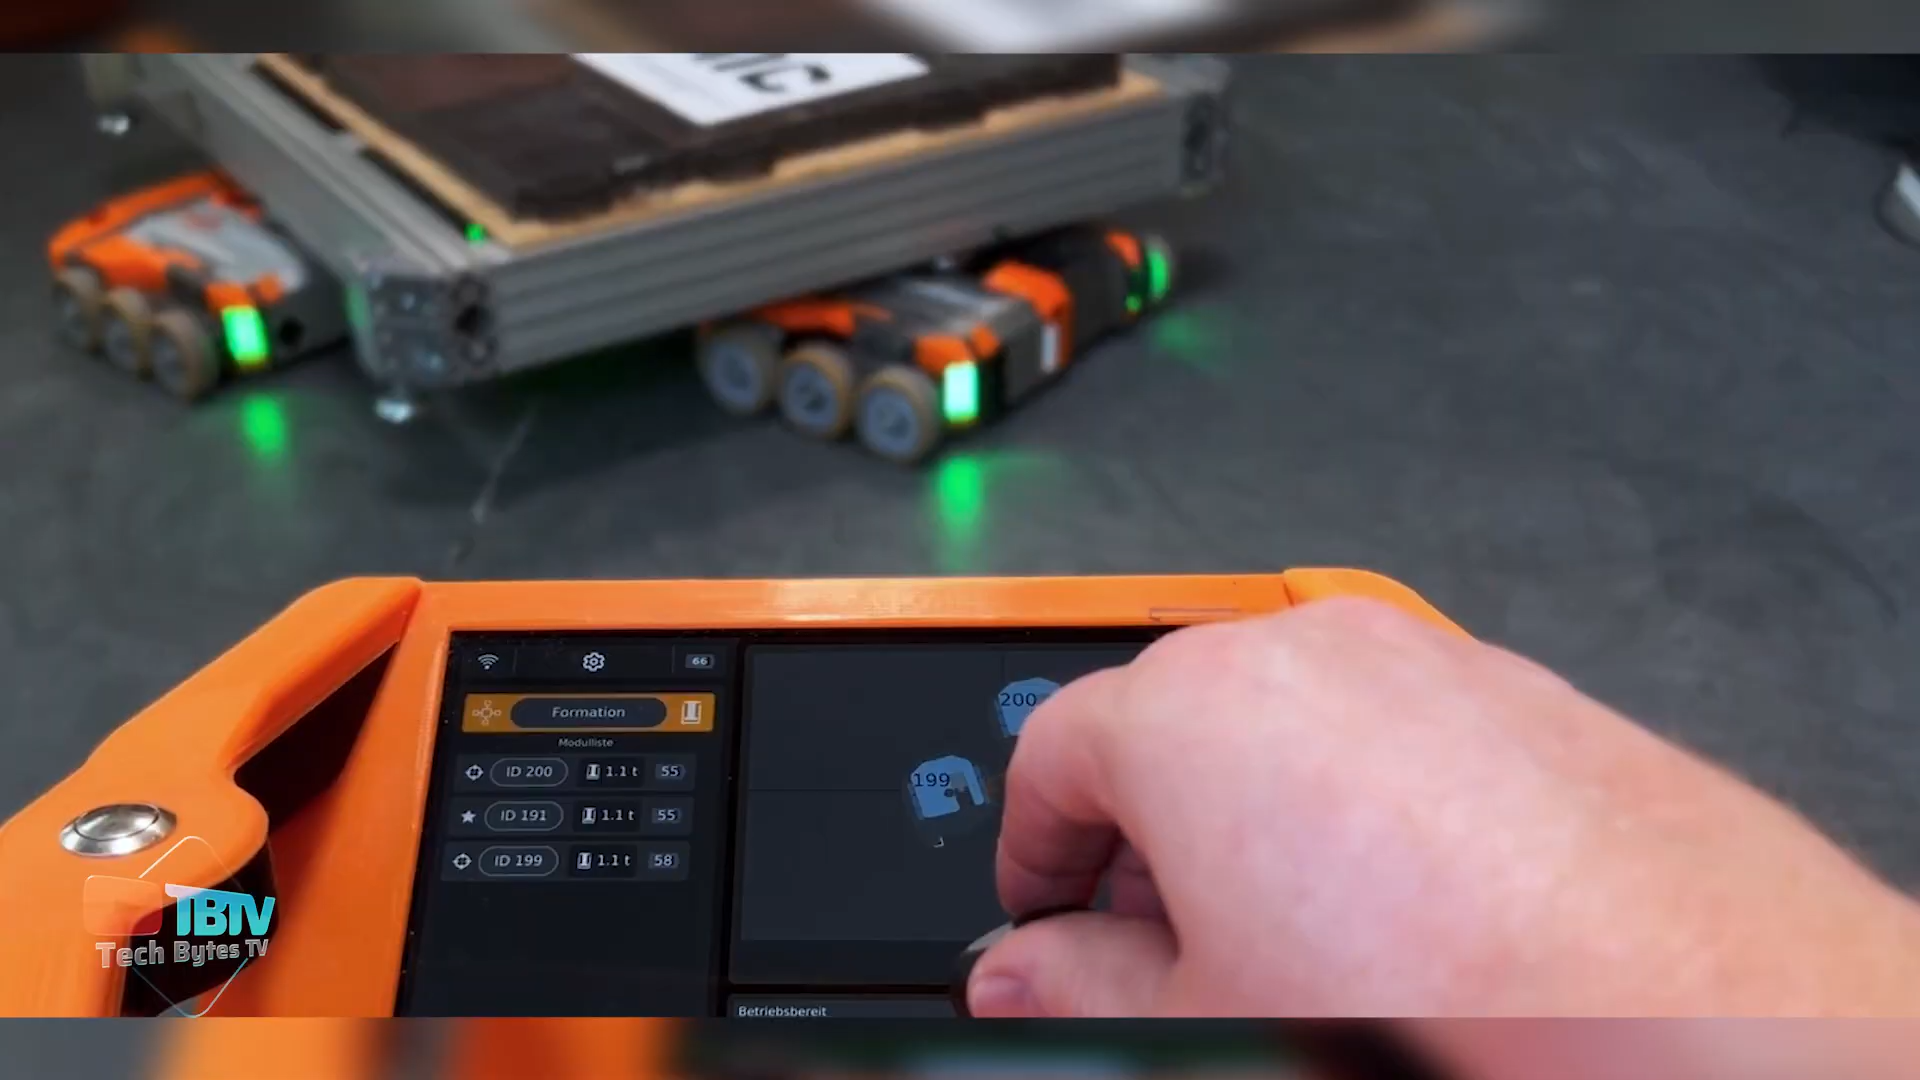 66
Formation
Modulliste
ID 200 1.1 t 55
ID 191 1.1 t 55
ID 199 1.1 t 58
200
199
Betriebsbereit
TBTV
Tech Bytes TV